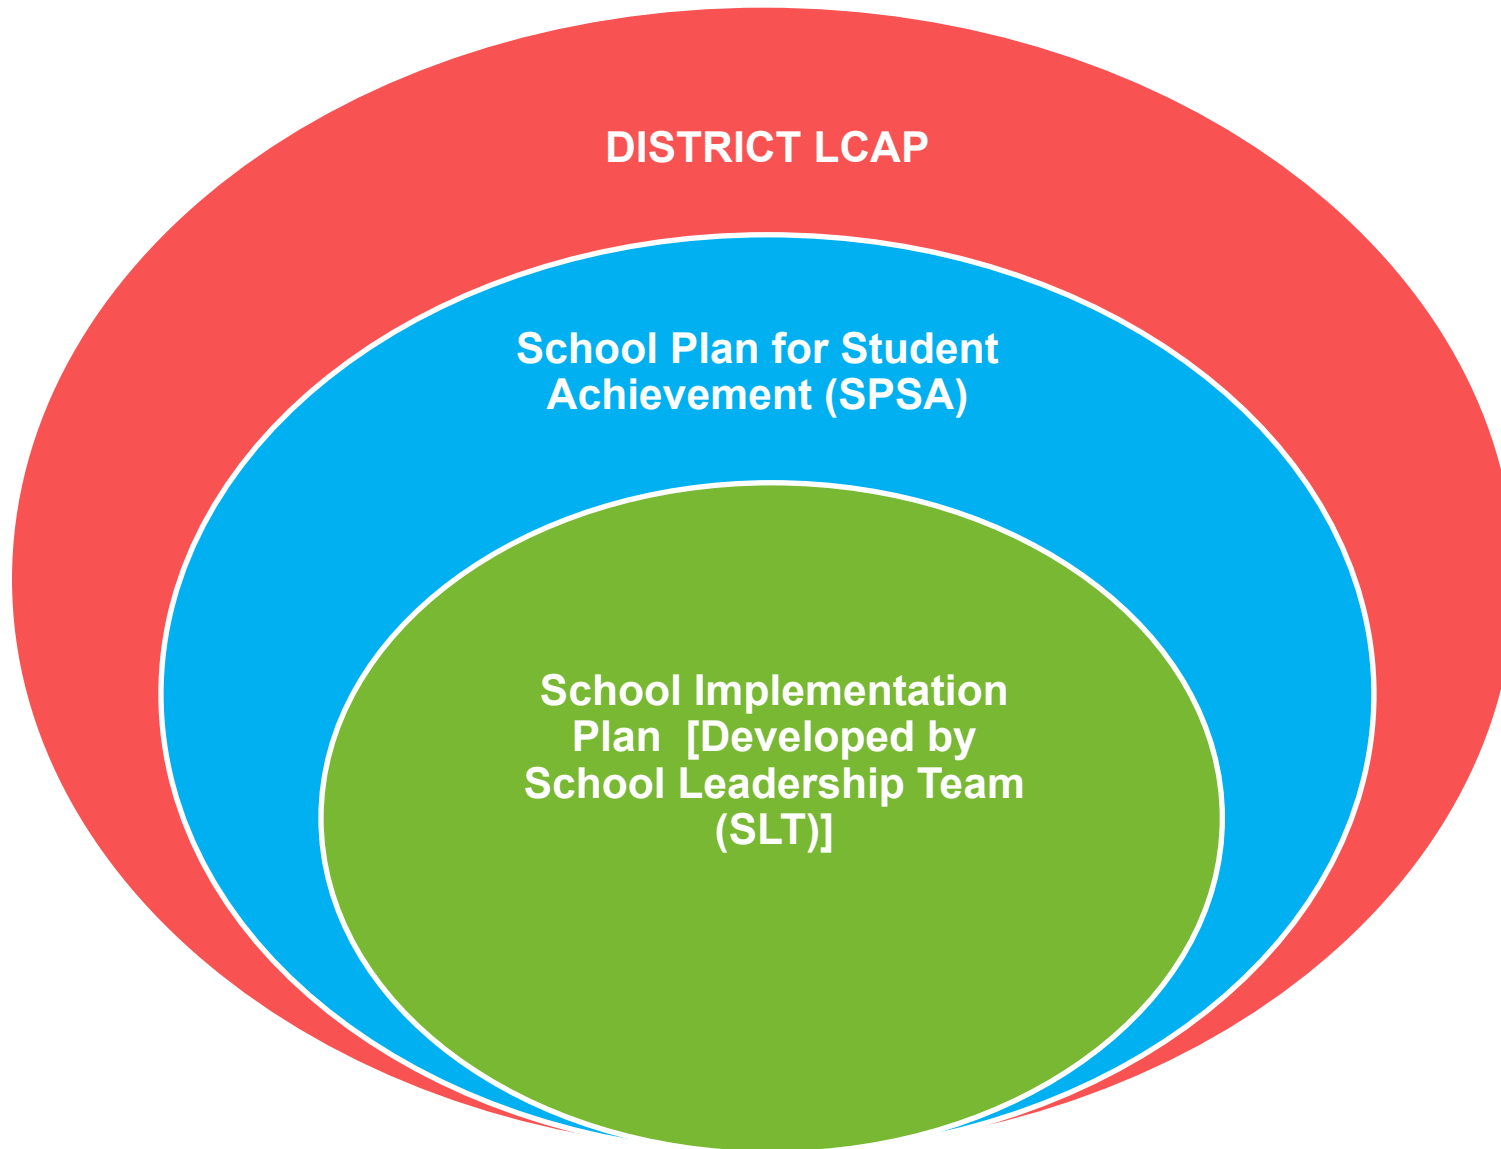 DISTRICT LCAP
School Plan for Student
Achievement (SPSA)
School Implementation
Plan  [Developed by
School Leadership Team
(SLT)]